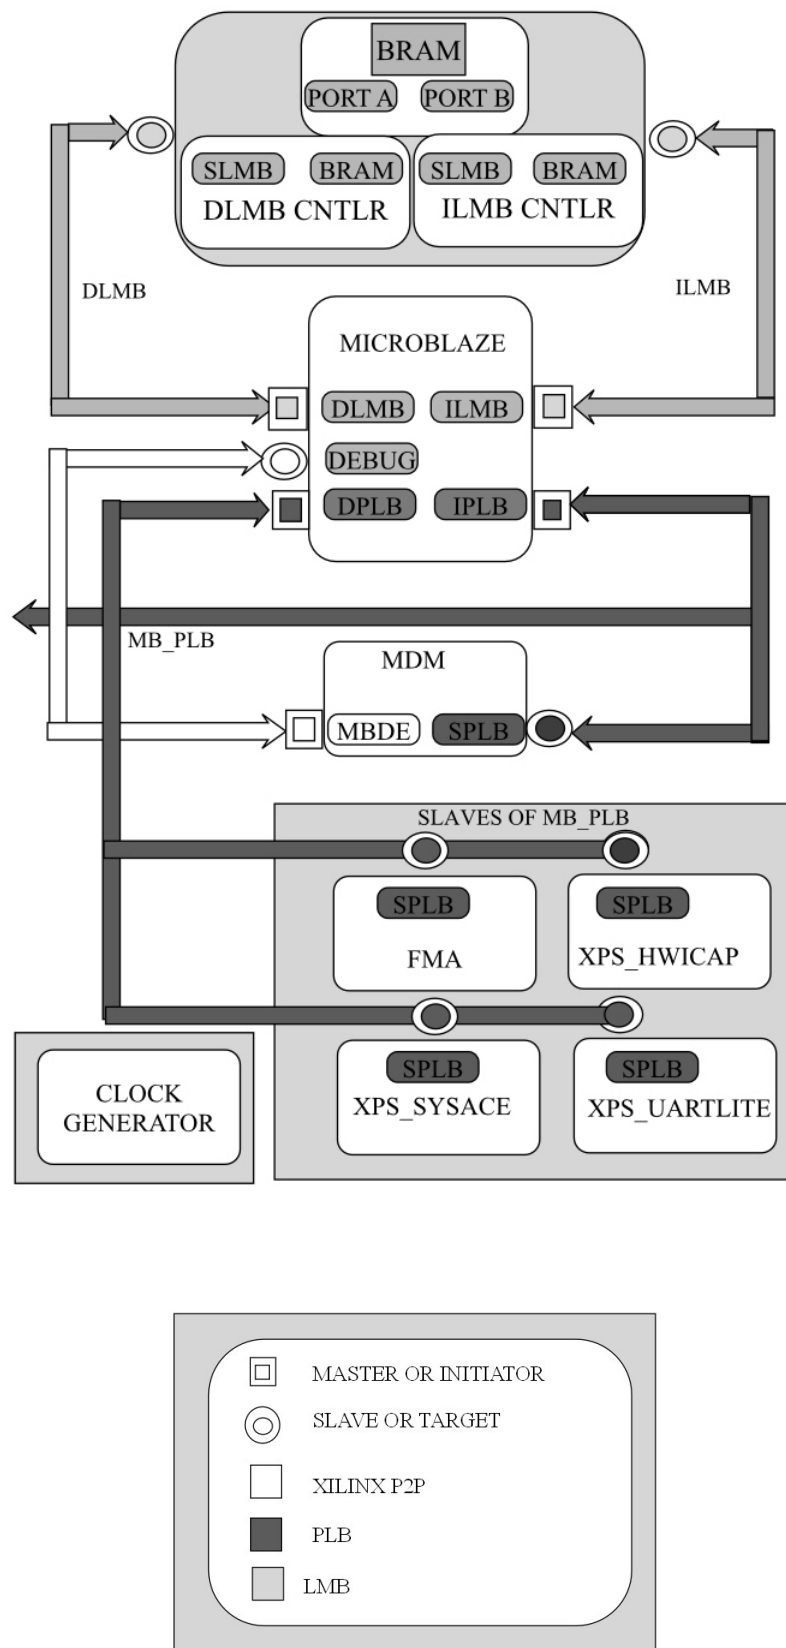 BRAM
PORT A
PORT B
SLMB
BRAM
SLMB
BRAM
DLMB CNTLR
ILMB CNTLR
DLMB
ILMB
MICROBLAZE
DLMB
ILMB
DEBUG
DPLB
IPLB
MB_PLB
MDM
MBDE
SPLB
SLAVES OF MB_PLB
SPLB
SPLB
FMA
XPS_HWICAP
SPLB
SPLB
XPS_SYSACE
XPS_UARTLITE
CLOCK
GENERATOR
MASTER OR INITIATOR
SLAVE OR TARGET
XILINX P2P
PLB
LMB